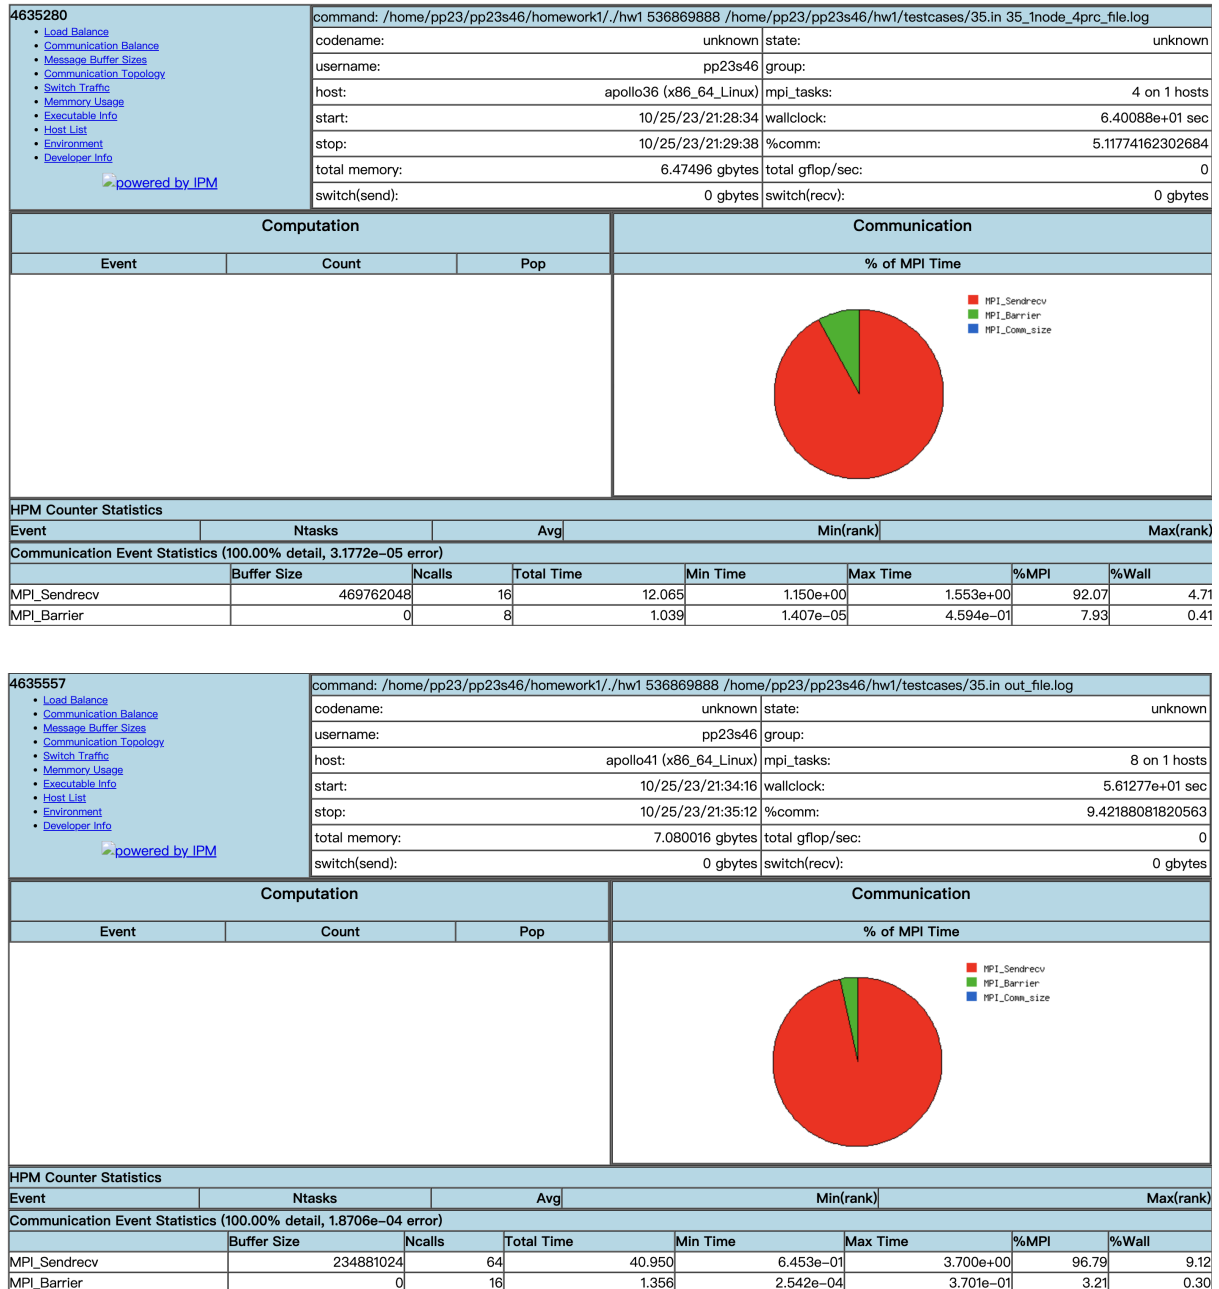 4635280
Load Balance
Communication Balance
Message Buffer Sizes
Communication Topology
Switch Traffic
Memmory Usage
Executable Info
Host List
Environment
Developer Info
powered by IPM
command: /home/pp23/pp23s46/homework1/./hw1 536869888 /home/pp23/pp23s46/hw1/testcases/35.in 35_1node_4prc_file.log
codename: unknown state: unknown
username: pp23s46 group:
host: apollo36 (x86_64_Linux) mpi_tasks: 4 on 1 hosts
start: 10/25/23/21:28:34 wallclock: 6.40088e+01 sec
stop: 10/25/23/21:29:38 %comm: 5.11774162302684
total memory: 6.47496 gbytes total gflop/sec: 0
switch(send): 0 gbytes switch(recv): 0 gbytes
Computation
Event Count Pop
Communication
% of MPI Time
MPI_Sendrecv
MPI_Barrier
MPI_Comm_size
HPM Counter Statistics
Event Ntasks Avg Min(rank) Max(rank)
Communication Event Statistics (100.00% detail, 3.1772e-05 error)
Buffer Size Ncalls Total Time Min Time Max Time %MPI %Wall
MPI_Sendrecv 469762048 16 12.065 1.150e+00 1.553e+00 92.07 4.71
MPI_Barrier 0 8 1.039 1.407e-05 4.594e-01 7.93 0.41
4635557
Load Balance
Communication Balance
Message Buffer Sizes
Communication Topology
Switch Traffic
Memmory Usage
Executable Info
Host List
Environment
Developer Info
powered by IPM
command: /home/pp23/pp23s46/homework1/./hw1 536869888 /home/pp23/pp23s46/hw1/testcases/35.in out_file.log
codename: unknown state: unknown
username: pp23s46 group:
host: apollo41 (x86_64_Linux) mpi_tasks: 8 on 1 hosts
start: 10/25/23/21:34:16 wallclock: 5.61277e+01 sec
stop: 10/25/23/21:35:12 %comm: 9.42188081820563
total memory: 7.080016 gbytes total gflop/sec: 0
switch(send): 0 gbytes switch(recv): 0 gbytes
Computation
Event Count Pop
Communication
% of MPI Time
MPI_Sendrecv
MPI_Barrier
MPI_Comm_size
HPM Counter Statistics
Event Ntasks Avg Min(rank) Max(rank)
Communication Event Statistics (100.00% detail, 1.8706e-04 error)
Buffer Size Ncalls Total Time Min Time Max Time %MPI %Wall
MPI_Sendrecv 234881024 64 40.950 6.453e-01 3.700e+00 96.79 9.12
MPI_Barrier 0 16 1.356 2.542e-04 3.701e-01 3.21 0.30